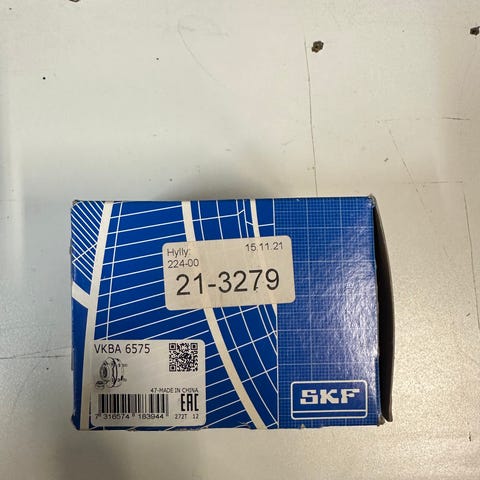 Hylly: 15.11.21
224-00
21-3279
VKBA 6575
47-MADE IN CHINA
7 316574 183944
272T 12
EAC
SKF